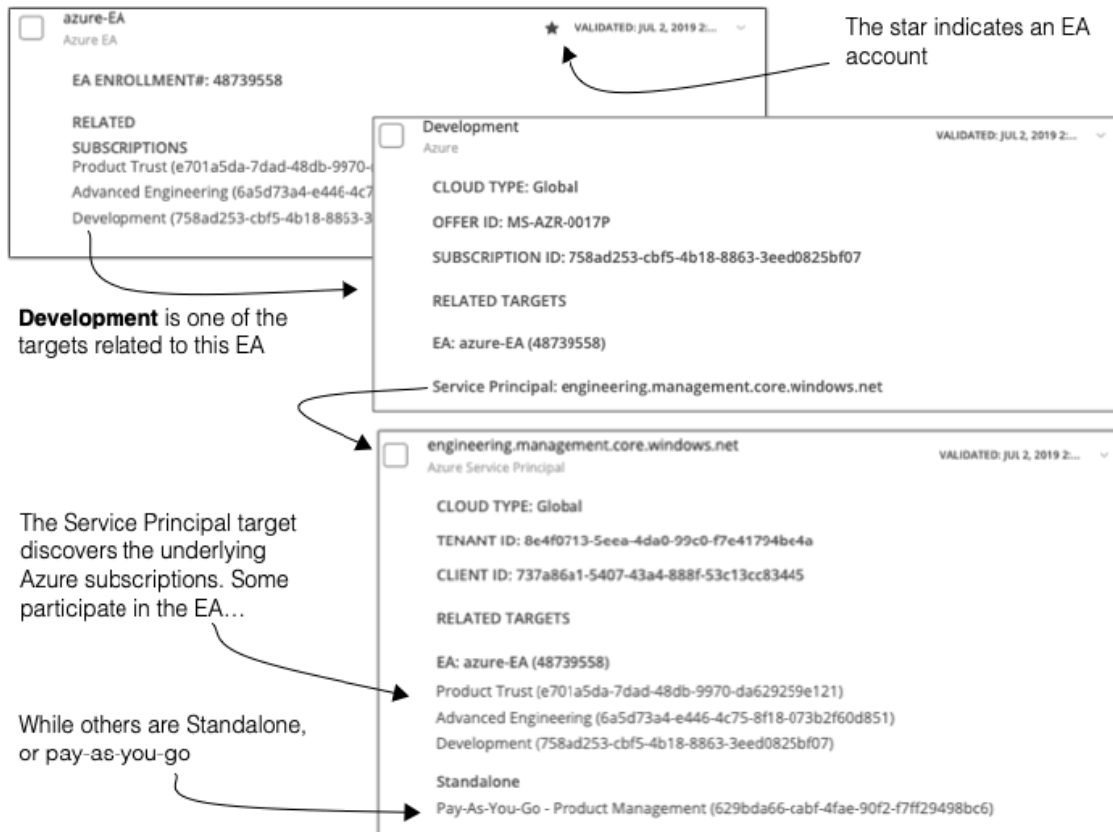 azure-EA
Azure EA
VALIDATED: JUL 2, 2019 2:...
The star indicates an EA
account
EA ENROLLMENT#: 48739558
RELATED
SUBSCRIPTIONS
Product Trust (e701a5da-7dad-48db-9970-
Advanced Engineering (6a5d73a4-e446-4c7
Development (758ad253-cbf5-4b18-8863-3
Development
Azure
VALIDATED: JUL 2, 2019 2:...
CLOUD TYPE: Global
OFFER ID: MS-AZR-0017P
SUBSCRIPTION ID: 758ad253-cbf5-4b18-8863-3eed0825bf07
RELATED TARGETS
EA: azure-EA (48739558)
Service Principal: engineering.management.core.windows.net
Development is one of the
targets related to this EA
engineering.management.core.windows.net
Azure Service Principal
VALIDATED: JUL 2, 2019 2:...
CLOUD TYPE: Global
TENANT ID: 8e4f0713-5eea-4da0-99c0-f7e41794be4a
CLIENT ID: 737a86a1-5407-43a4-888f-53c13cc83445
RELATED TARGETS
EA: azure-EA (48739558)
Product Trust (e701a5da-7dad-48db-9970-da629259e121)
Advanced Engineering (6a5d73a4-e446-4c75-8f18-073b2f60d851)
Development (758ad253-cbf5-4b18-8863-3eed0825bf07)
Standalone
Pay-As-You-Go - Product Management (629bda66-cabf-4fae-90f2-f7ff29498bc6)
The Service Principal target
discovers the underlying
Azure subscriptions. Some
participate in the EA...
While others are Standalone,
or pay-as-you-go